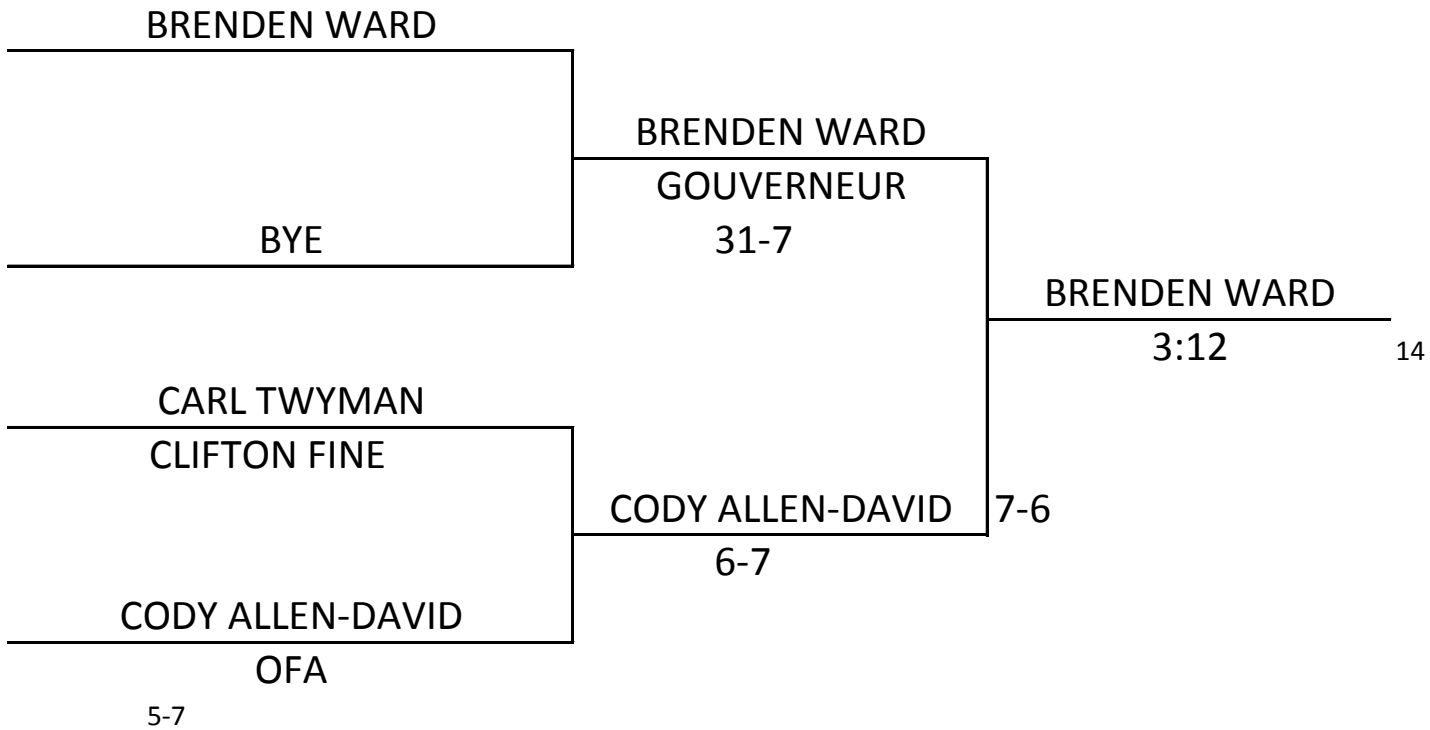 BRENDEN WARD
BRENDEN WARD
GOUVERNEUR
BYE
31-7
BRENDEN WARD
3:12
14
CARL TWYMAN
CLIFTON FINE
CODY ALLEN-DAVID
7-6
6-7
CODY ALLEN-DAVID
OFA
5-7